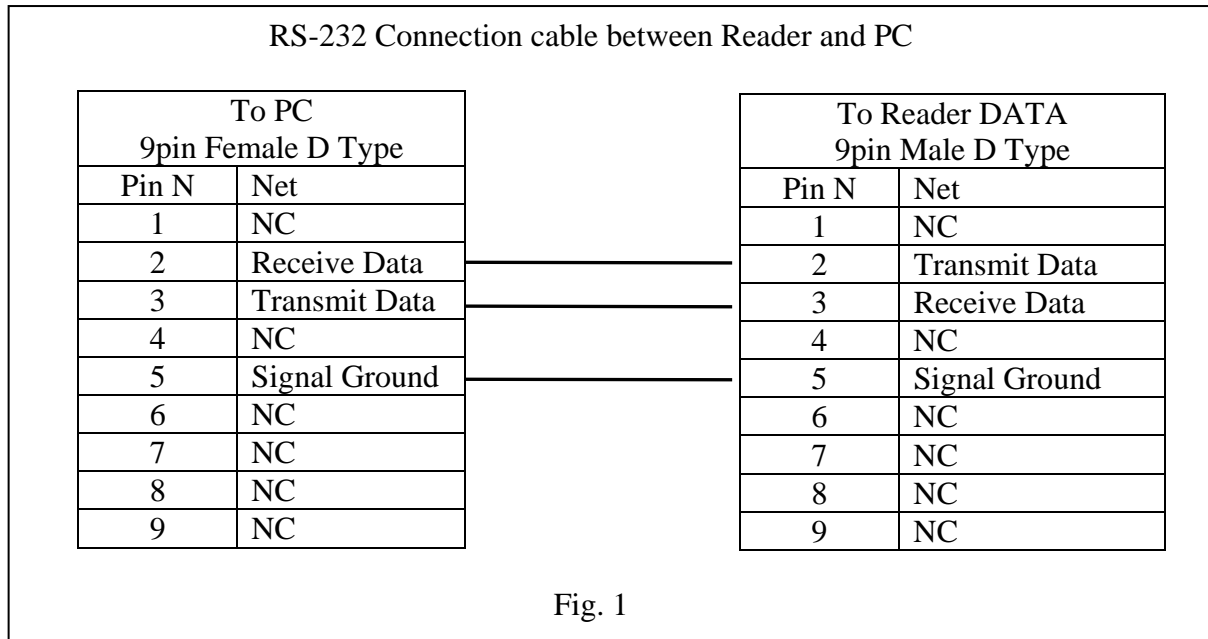 RS-232 Connection cable between Reader and PC
To PC
9pin Female D Type
Pin N Net
1 NC
2 Receive Data
3 Transmit Data
4 NC
5 Signal Ground
6 NC
7 NC
8 NC
9 NC
To Reader DATA
9pin Male D Type
Pin N Net
1 NC
2 Transmit Data
3 Receive Data
4 NC
5 Signal Ground
6 NC
7 NC
8 NC
9 NC
Fig. 1